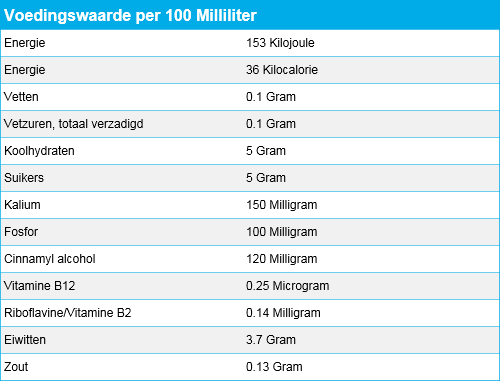 Voedingswaarde per 100 Milliliter
Energie 153 Kilojoule
Energie 36 Kilocalorie
Vetten 0.1 Gram
Vetzuren, totaal verzadigd 0.1 Gram
Koolhydraten 5 Gram
Suikers 5 Gram
Kalium 150 Milligram
Fosfor 100 Milligram
Cinnamyl alcohol 120 Milligram
Vitamine B12 0.25 Microgram
Riboflavine/Vitamine B2 0.14 Milligram
Eiwitten 3.7 Gram
Zout 0.13 Gram